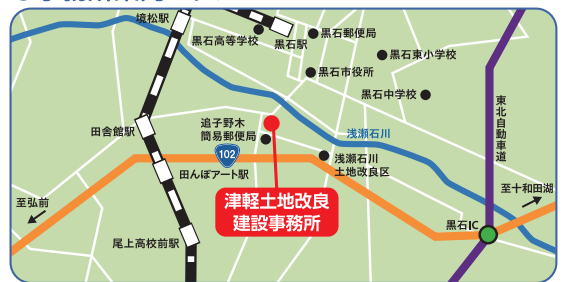 境松駅
黒石高等学校
黒石駅
黒石郵便局
黒石東小学校
黒石市役所
黒石中学校
東北自動車道
田舎館駅
追子野木
簡易郵便局
浅瀬石川
102
田んぼアート駅
浅瀬石川
土地改良区
津軽土地改良
建設事務所
至弘前
至十和田湖
黒石IC
尾上高校前駅